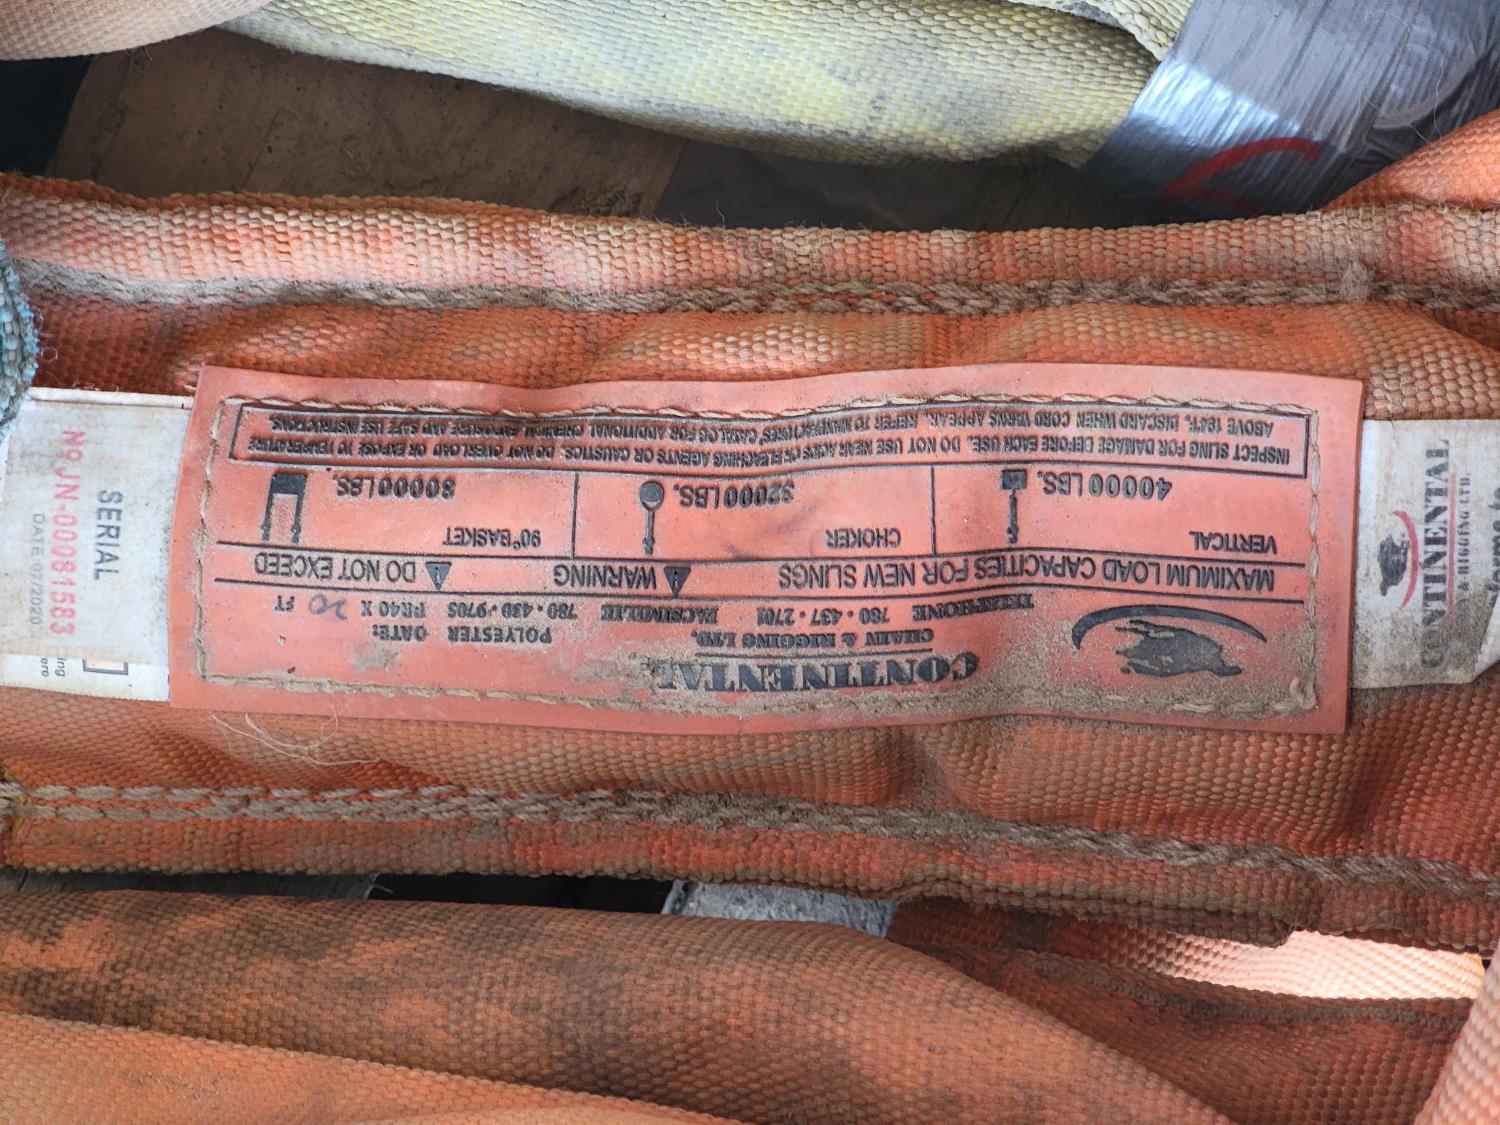 CONTINENTAL
CHAIN & RIGGING LTD.
TELEPHONE 780 · 437 · 2701 FACSIMILIE 780 · 430 · 9705
POLYESTER DATE:
PR40 X 20 FT
MAXIMUM LOAD CAPACITIES FOR NEW SLINGS WARNING DO NOT EXCEED
VERTICAL
40000 LBS.
CHOKER
32000 LBS.
90° BASKET
80000 LBS.
INSPECT SLING FOR DAMAGE BEFORE EACH USE. DO NOT USE NEAR ACIDS OR BLEACHING AGENTS OR CAUSTICS. DO NOT OVERLOAD OR EXPOSE TO TEMPERATURE
ABOVE 194°F. DISCARD WHEN CORD YARNS APPEAR. REFER TO MANUFACTURES' CATALOG FOR ADDITIONAL CHEMICAL EXPOSURE AND SAFE USE INSTRUCTIONS.
SERIAL
No JN-00081583
DATE 07/2020
CONTINENTAL
& RIGGING LTD.